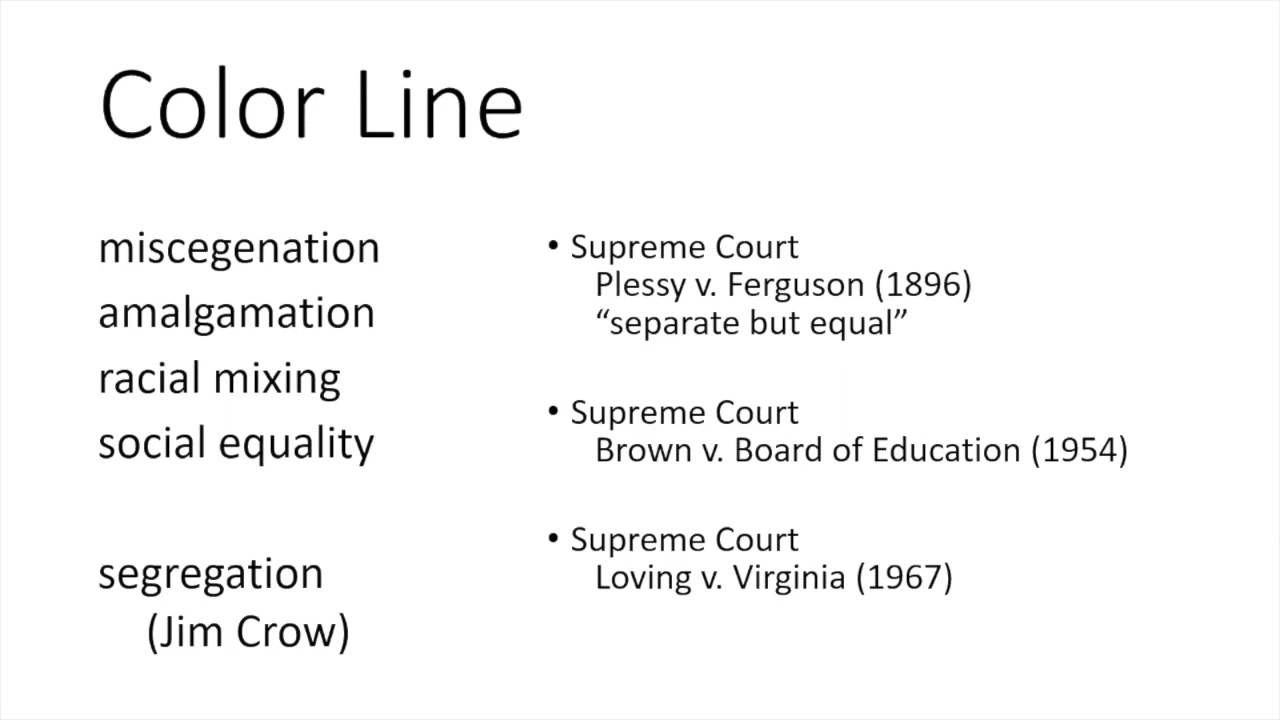 Color Line
miscegenation
amalgamation
racial mixing
social equality
segregation
(Jim Crow)
• Supreme Court
Plessy v. Ferguson (1896)
“separate but equal”
• Supreme Court
Brown v. Board of Education (1954)
• Supreme Court
Loving v. Virginia (1967)